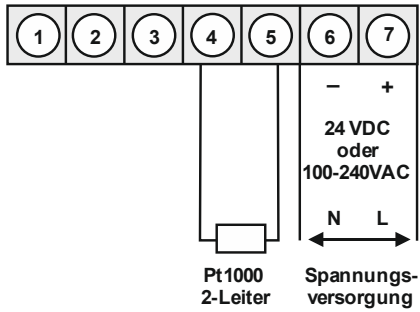 1 2 3 4 5 6 7
− +
24 VDC
oder
100-240VAC
N L
Pt1000
2-Leiter
Spannungs-
versorgung